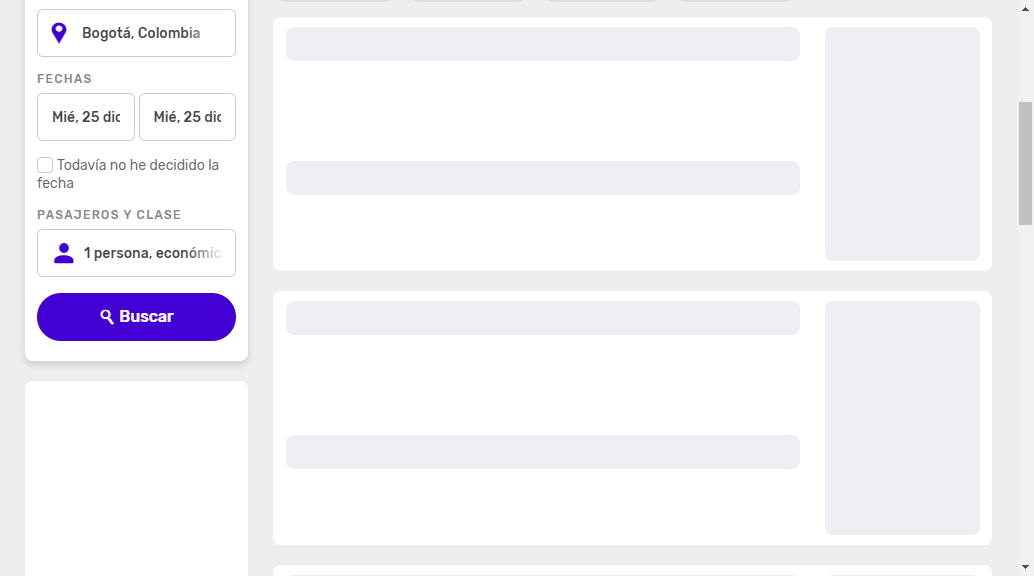 Bogotá, Colombia
FECHAS
Mié, 25 dic
Mié, 25 dic
Todavía no he decidido la
fecha
PASAJEROS Y CLASE
1 persona, económic
Buscar